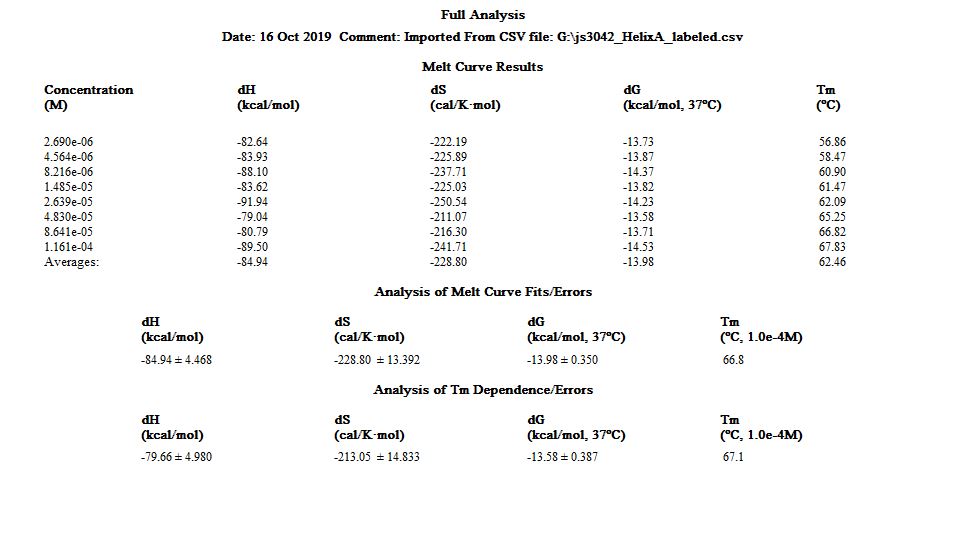 Full Analysis
Date: 16 Oct 2019 Comment: Imported From CSV file: G:\js3042_HelixA_labeled.csv
Melt Curve Results
Concentration dH dS dG Tm
(M) (kcal/mol) (cal/K·mol) (kcal/mol, 37ºC) (ºC)
2.690e-06 -82.64 -222.19 -13.73 56.86
4.564e-06 -83.93 -225.89 -13.87 58.47
8.216e-06 -88.10 -237.71 -14.37 60.90
1.485e-05 -83.62 -225.03 -13.82 61.47
2.639e-05 -91.94 -250.54 -14.23 62.09
4.830e-05 -79.04 -211.07 -13.58 65.25
8.641e-05 -80.79 -216.30 -13.71 66.82
1.161e-04 -89.50 -241.71 -14.53 67.83
Averages: -84.94 -228.80 -13.98 62.46
Analysis of Melt Curve Fits/Errors
dH dS dG Tm
(kcal/mol) (cal/K·mol) (kcal/mol, 37ºC) (ºC, 1.0e-4M)
-84.94 ± 4.468 -228.80 ± 13.392 -13.98 ± 0.350 66.8
Analysis of Tm Dependence/Errors
dH dS dG Tm
(kcal/mol) (cal/K·mol) (kcal/mol, 37ºC) (ºC, 1.0e-4M)
-79.66 ± 4.980 -213.05 ± 14.833 -13.58 ± 0.387 67.1